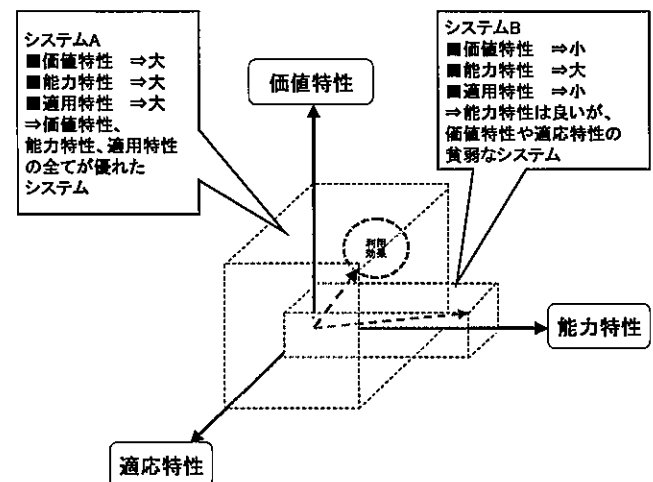 システムA
■価値特性 ⇒大
■能力特性 ⇒大
■適用特性 ⇒大
⇒価値特性、
能力特性、適用特性
の全てが優れた
システム
価値特性
システムB
■価値特性 ⇒小
■能力特性 ⇒大
■適用特性 ⇒小
⇒能力特性は良いが、
価値特性や適応特性の
貧弱なシステム
利用
効果
能力特性
適応特性